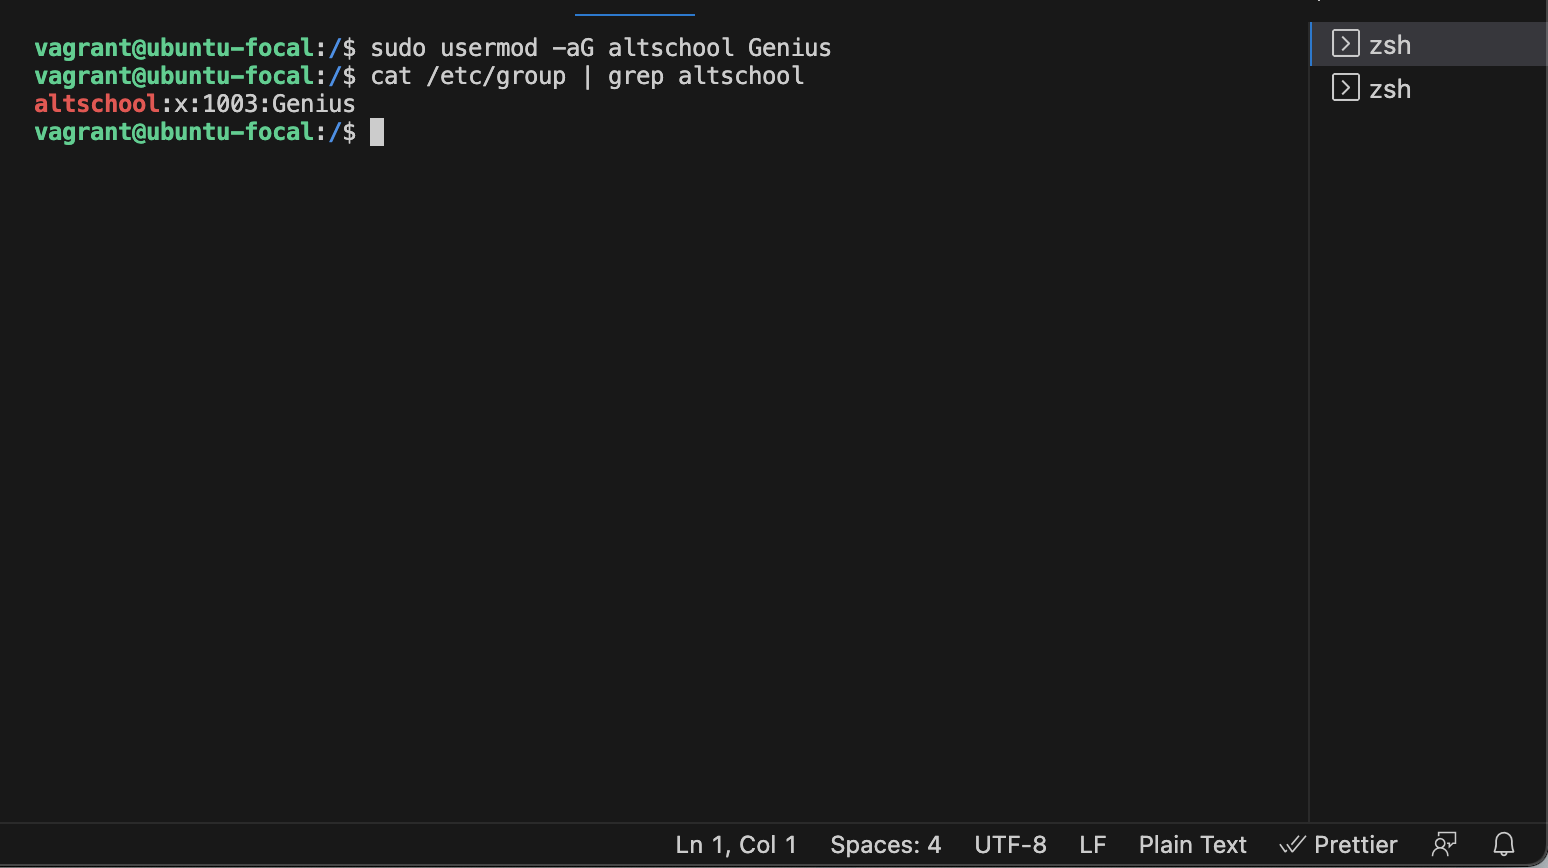 vagrant@ubuntu-focal:/$ sudo usermod -aG altschool Genius
vagrant@ubuntu-focal:/$ cat /etc/group | grep altschool
altschool:x:1003:Genius
vagrant@ubuntu-focal:/$
zsh
zsh
Ln 1, Col 1 Spaces: 4 UTF-8 LF Plain Text Prettier